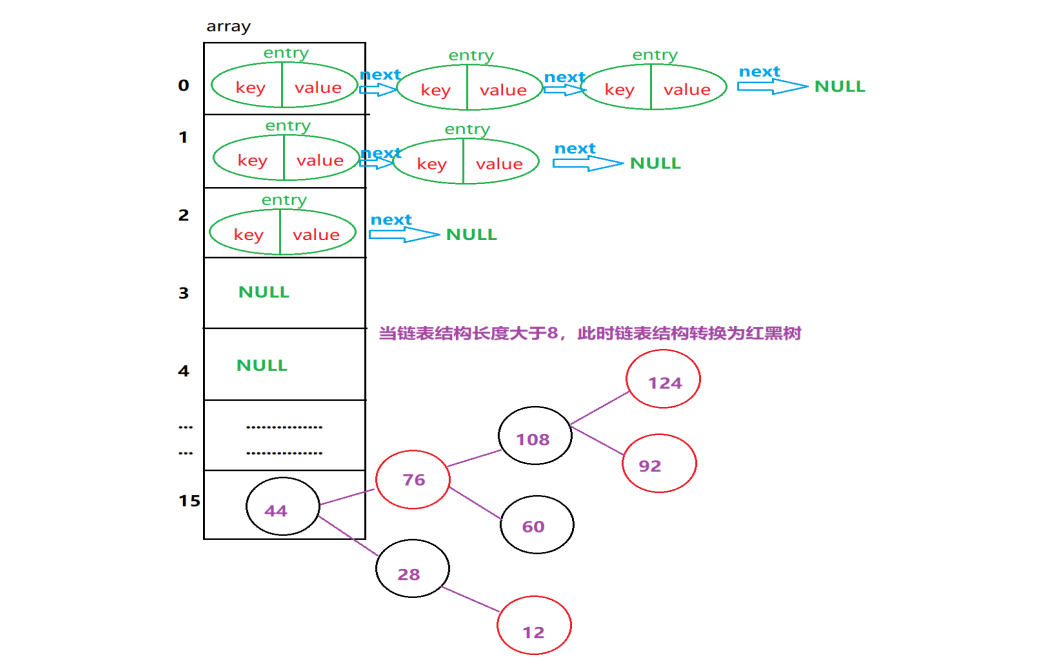 array
entry entry entry
0 key value next key value next key value next NULL
entry entry
1 key value next key value next NULL
entry
2 key value next NULL
3 NULL
4 NULL
当链表结构长度大于8，此时链表结构转换为红黑树
... ...............
... ...............
15 44
76
28
108
60
12
124
92